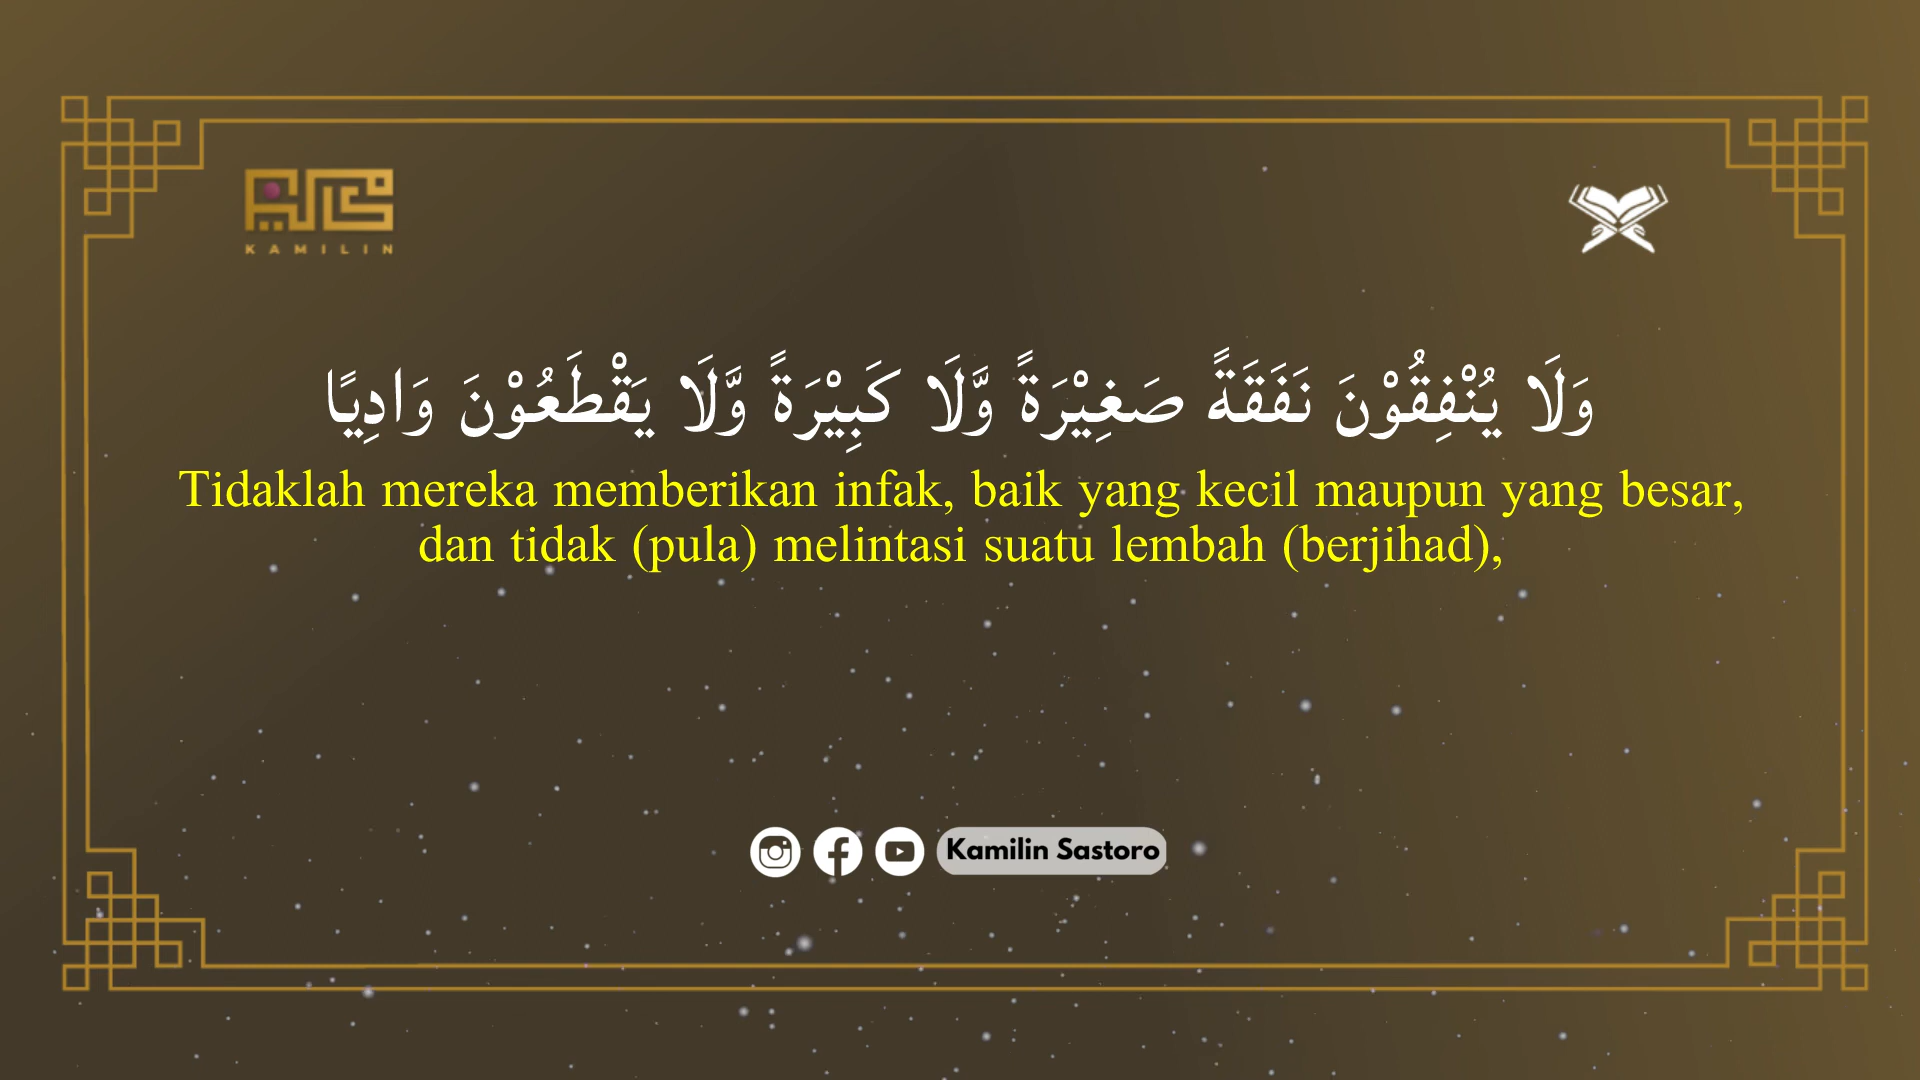 KAMILIN
وَلَا يُنْفِقُوْنَ نَفَقَةً صَغِيْرَةً وَّلَا كَبِيْرَةً وَّلَا يَقْطَعُوْنَ وَادِيًا
Tidaklah mereka memberikan infak, baik yang kecil maupun yang besar,
dan tidak (pula) melintasi suatu lembah (berjihad),
Kamilin Sastoro